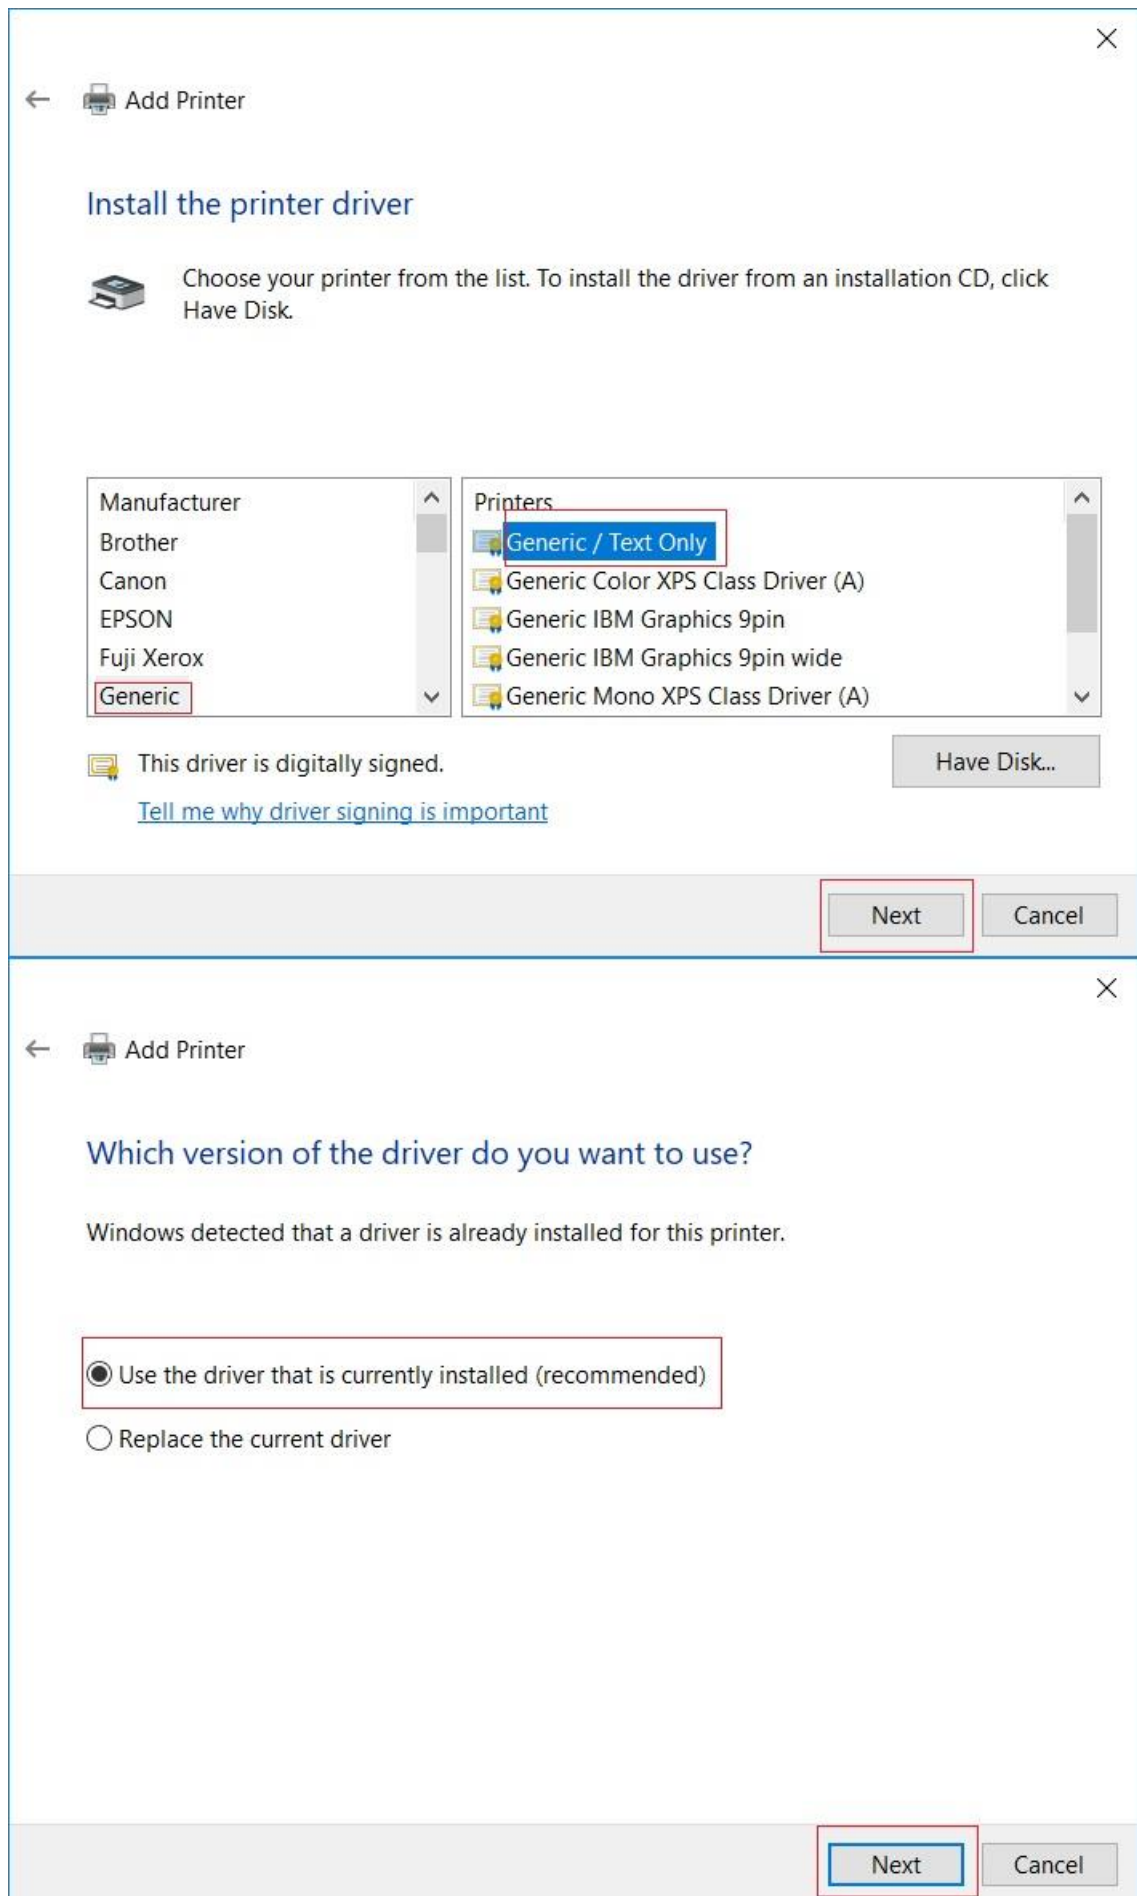 Add Printer
Install the printer driver
Choose your printer from the list. To install the driver from an installation CD, click
Have Disk.
Manufacturer
Brother
Canon
EPSON
Fuji Xerox
Generic
Printers
Generic / Text Only
Generic Color XPS Class Driver (A)
Generic IBM Graphics 9pin
Generic IBM Graphics 9pin wide
Generic Mono XPS Class Driver (A)
This driver is digitally signed.
Have Disk...
Tell me why driver signing is important
Next
Cancel
Add Printer
Which version of the driver do you want to use?
Windows detected that a driver is already installed for this printer.
Use the driver that is currently installed (recommended)
Replace the current driver
Next
Cancel